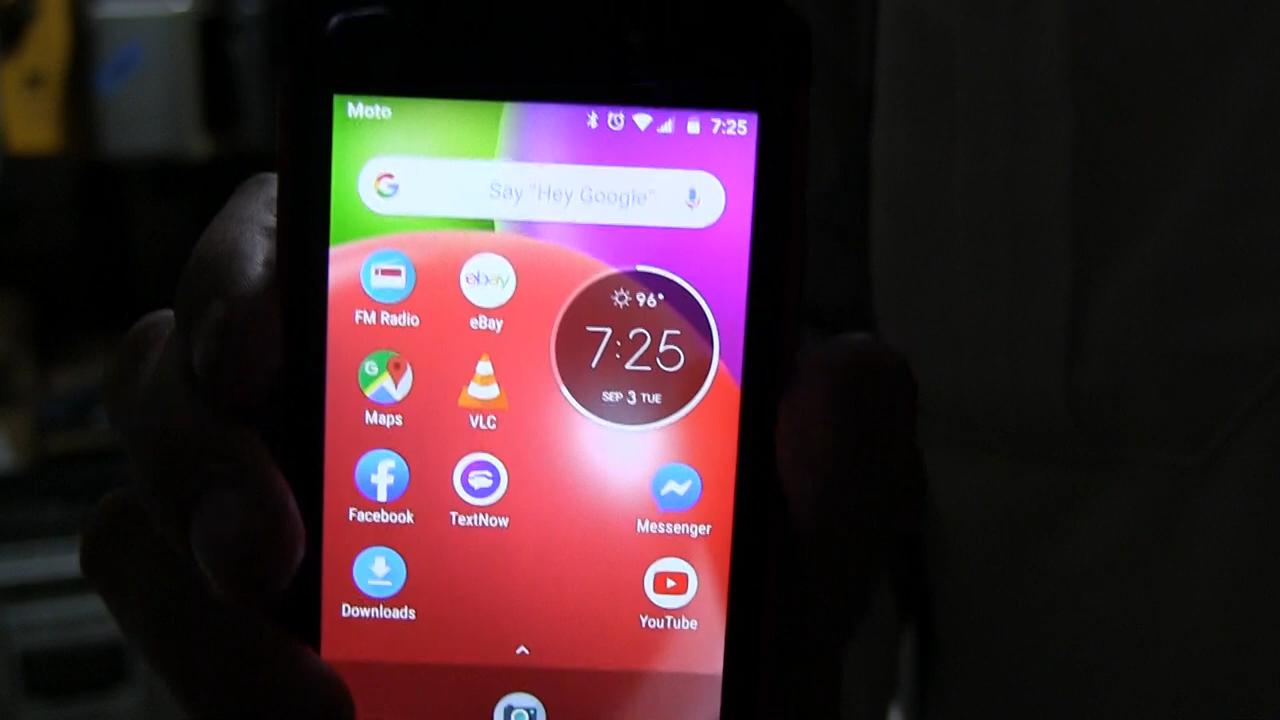 Moto
7:25
Say "Hey Google"
FM Radio
ebay
eBay
96°
7:25
SEP 3 TUE
G
Maps
VLC
Facebook
TextNow
Messenger
Downloads
YouTube